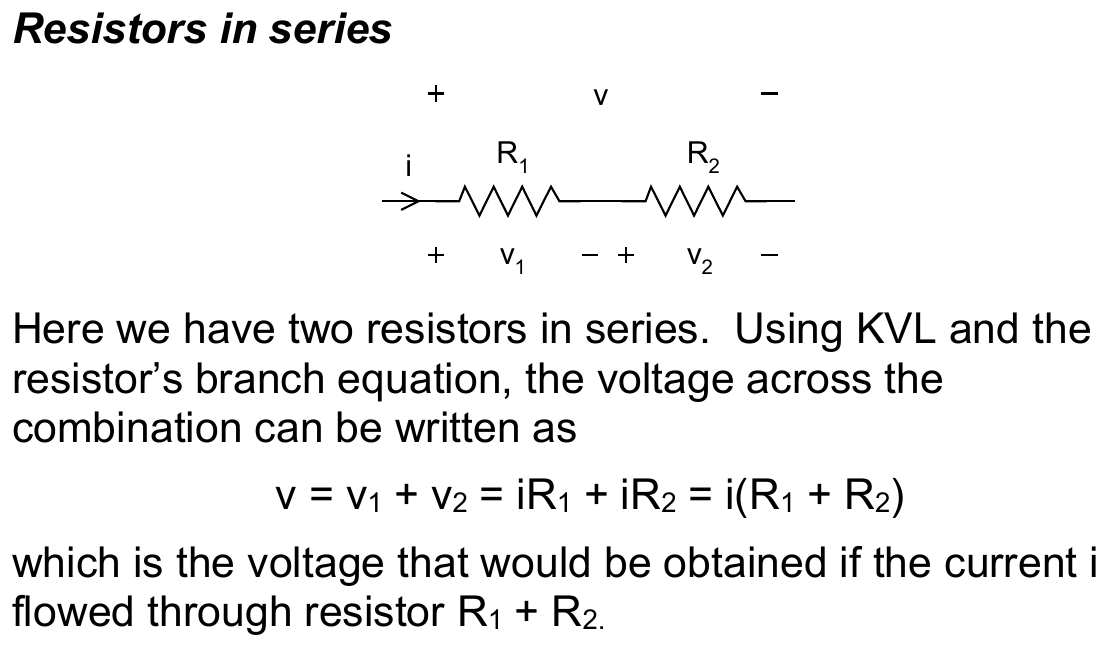 Resistors in series
+ v −
i R₁ R₂
+ v₁ − + v₂ −
Here we have two resistors in series.  Using KVL and the
resistor’s branch equation, the voltage across the
combination can be written as
v = v₁ + v₂ = iR₁ + iR₂ = i(R₁ + R₂)
which is the voltage that would be obtained if the current i
flowed through resistor R₁ + R₂.